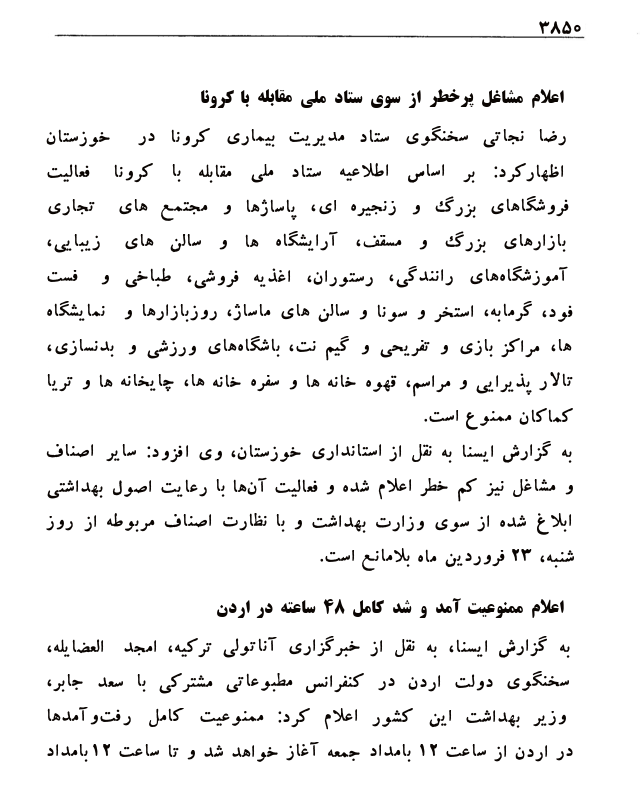 ۳۸۵۰
اعلام مشاغل پرخطر از سوی ستاد ملی مقابله با کرونا
رضا نجاتی سخنگوی ستاد مدیریت بیماری کرونا در خوزستان
اظهارکرد: بر اساس اطلاعیه ستاد ملی مقابله با کرونا فعالیت
فروشگاهای بزرگ و زنجیره ای، پاساژها و مجتمع های تجاری
بازارهای بزرگ و مسقف، آرایشگاه ها و سالن های زیبایی،
آموزشگاه‌های رانندگی، رستوران، اغذیه فروشی، طباخی و فست
فود، گرمابه، استخر و سونا و سالن های ماساژ، روزبازارها و نمایشگاه
ها، مراکز بازی و تفریحی و گیم نت، باشگاه‌های ورزشی و بدنسازی،
تالار پذیرایی و مراسم، قهوه خانه ها و سفره خانه ها، چایخانه ها و تریا
کماکان ممنوع است.
به گزارش ایسنا به نقل از استانداری خوزستان، وی افزود: سایر اصناف
و مشاغل نیز کم خطر اعلام شده و فعالیت آن‌ها با رعایت اصول بهداشتی
ابلاغ شده از سوی وزارت بهداشت و با نظارت اصناف مربوطه از روز
شنبه، ۲۳ فروردین ماه بلامانع است.
اعلام ممنوعیت آمد و شد کامل ۴۸ ساعته در اردن
به گزارش ایسنا، به نقل از خبرگزاری آناتولی ترکیه، امجد العضایله،
سخنگوی دولت اردن در کنفرانس مطبوعاتی مشترکی با سعد جابر،
وزیر بهداشت این کشور اعلام کرد: ممنوعیت کامل رفت‌وآمدها
در اردن از ساعت ۱۲ بامداد جمعه آغاز خواهد شد و تا ساعت ۱۲بامداد